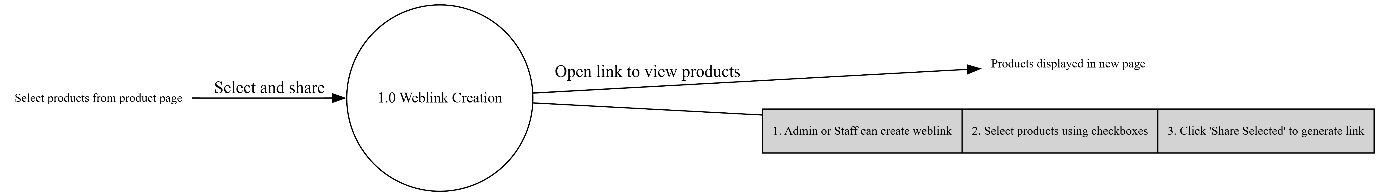 Select products from product page
Select and share
1.0 Weblink Creation
Open link to view products
Products displayed in new page
1. Admin or Staff can create weblink
2. Select products using checkboxes
3. Click 'Share Selected' to generate link